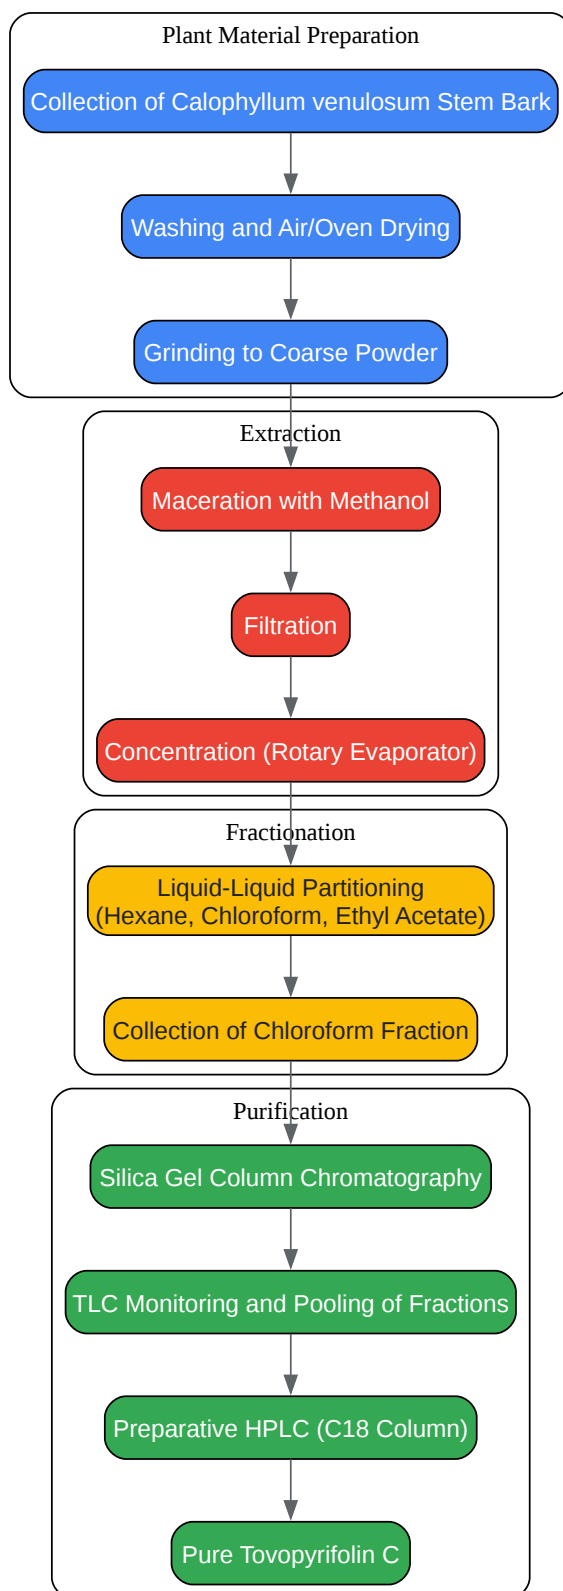 Plant Material Preparation
Collection of Calophyllum venulosum Stem Bark
Washing and Air/Oven Drying
Grinding to Coarse Powder
Extraction
Maceration with Methanol
Filtration
Concentration (Rotary Evaporator)
Fractionation
Liquid-Liquid Partitioning
(Hexane, Chloroform, Ethyl Acetate)
Collection of Chloroform Fraction
Purification
Silica Gel Column Chromatography
TLC Monitoring and Pooling of Fractions
Preparative HPLC (C18 Column)
Pure Tovopyrifolin C